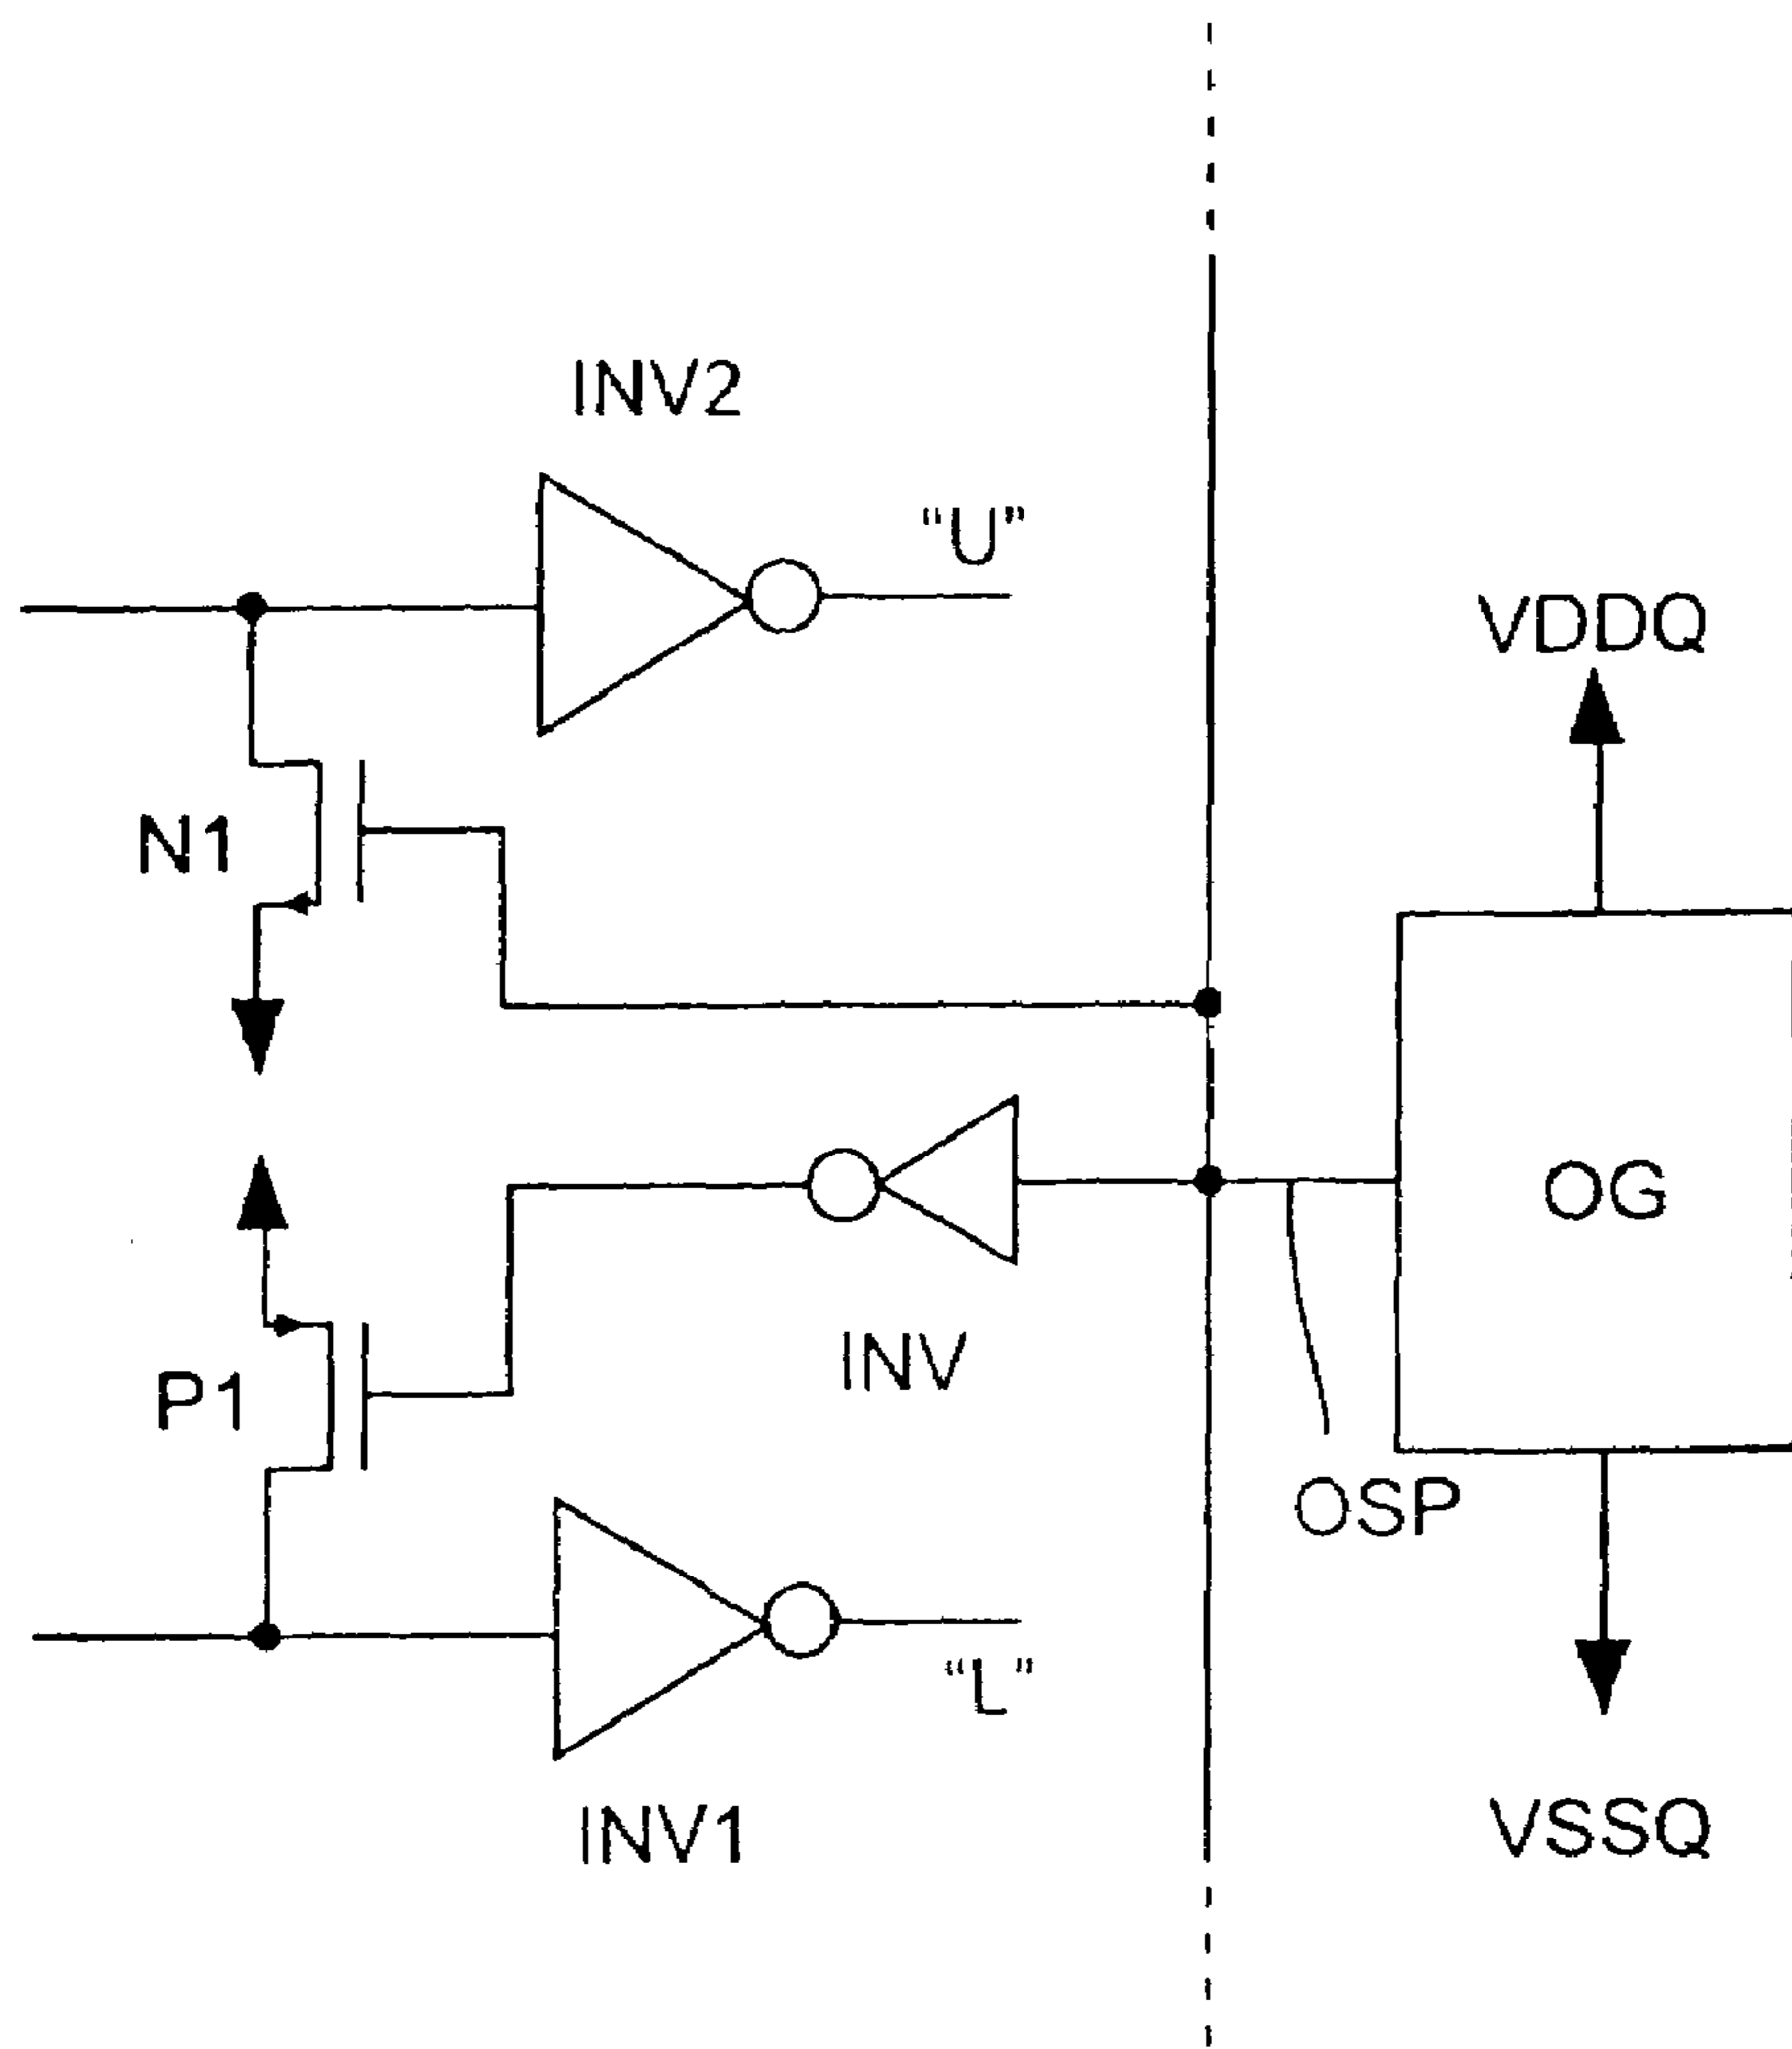 INV2
“U”
VDDQ
N1
OG
INV
P1
OSP
“L”
INV1
VSSQ